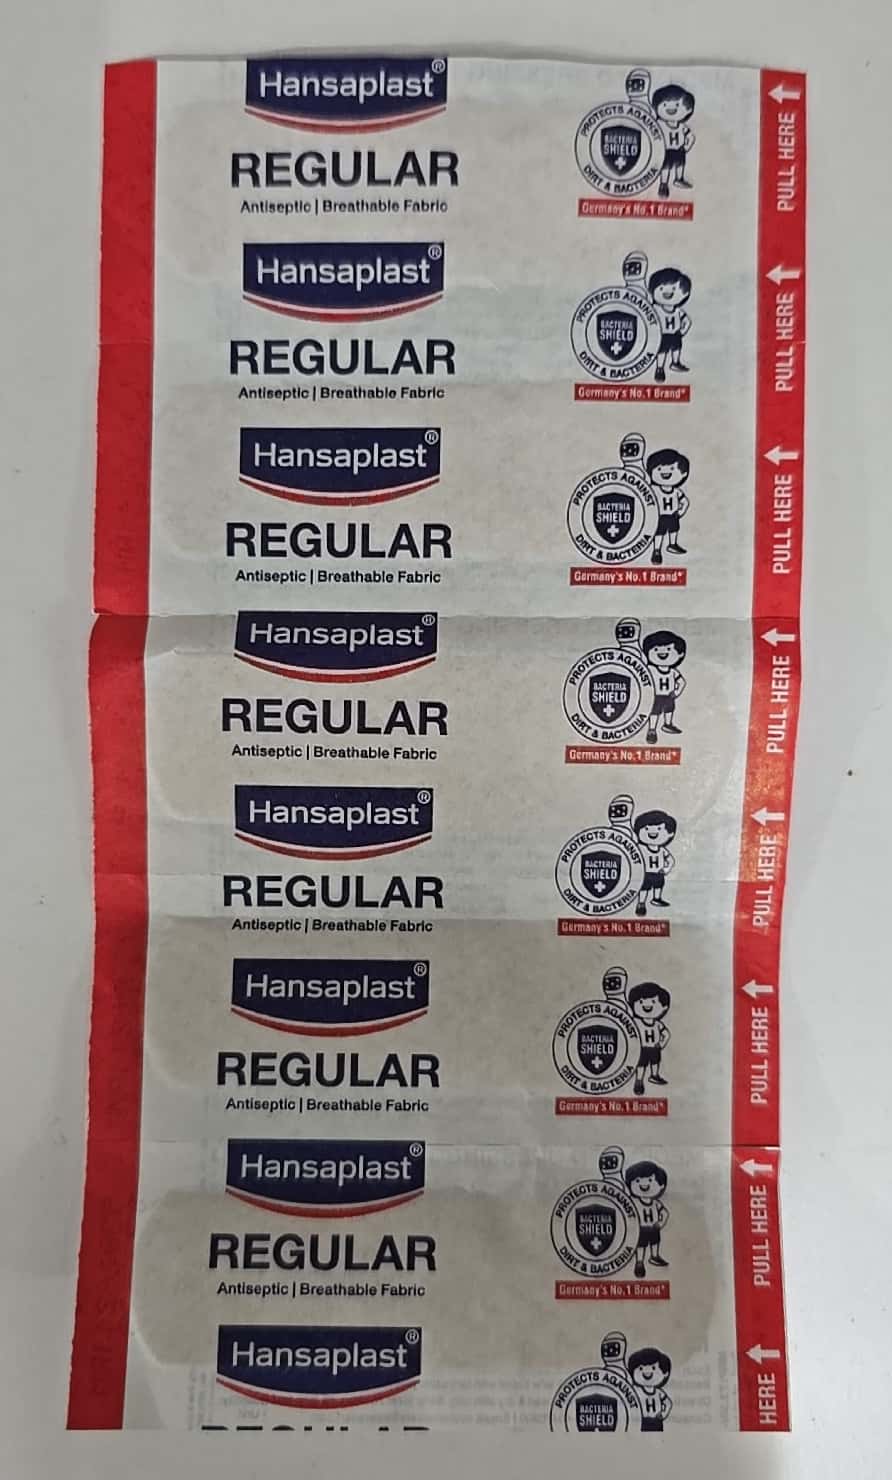 Hansaplast®
REGULAR
Antiseptic | Breathable Fabric
PROTECTS AGAINST
BACTERIA
SHIELD
DIRT & BACTERIA
H
Germany's No.1 Brand*
PULL HERE
Hansaplast®
REGULAR
Antiseptic | Breathable Fabric
PROTECTS AGAINST
BACTERIA
SHIELD
DIRT & BACTERIA
H
Germany's No.1 Brand*
PULL HERE
Hansaplast®
REGULAR
Antiseptic | Breathable Fabric
PROTECTS AGAINST
BACTERIA
SHIELD
DIRT & BACTERIA
H
Germany's No.1 Brand*
PULL HERE
Hansaplast®
REGULAR
Antiseptic | Breathable Fabric
PROTECTS AGAINST
BACTERIA
SHIELD
DIRT & BACTERIA
H
Germany's No.1 Brand*
PULL HERE
Hansaplast®
REGULAR
Antiseptic | Breathable Fabric
PROTECTS AGAINST
BACTERIA
SHIELD
DIRT & BACTERIA
H
Germany's No.1 Brand*
PULL HERE
Hansaplast®
REGULAR
Antiseptic | Breathable Fabric
PROTECTS AGAINST
BACTERIA
SHIELD
DIRT & BACTERIA
H
Germany's No.1 Brand*
PULL HERE
Hansaplast®
REGULAR
Antiseptic | Breathable Fabric
PROTECTS AGAINST
BACTERIA
SHIELD
DIRT & BACTERIA
H
Germany's No.1 Brand*
PULL HERE
Hansaplast®
REGULAR
PROTECTS AGAINST
BACTERIA
SHIELD
H
HERE